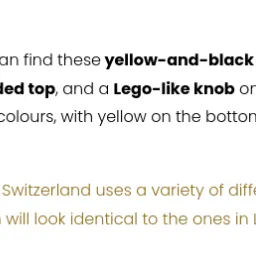 an find these yellow-and-black
ded top, and a Lego-like knob on
colours, with yellow on the bottom
Switzerland uses a variety of diffe
will look identical to the ones in